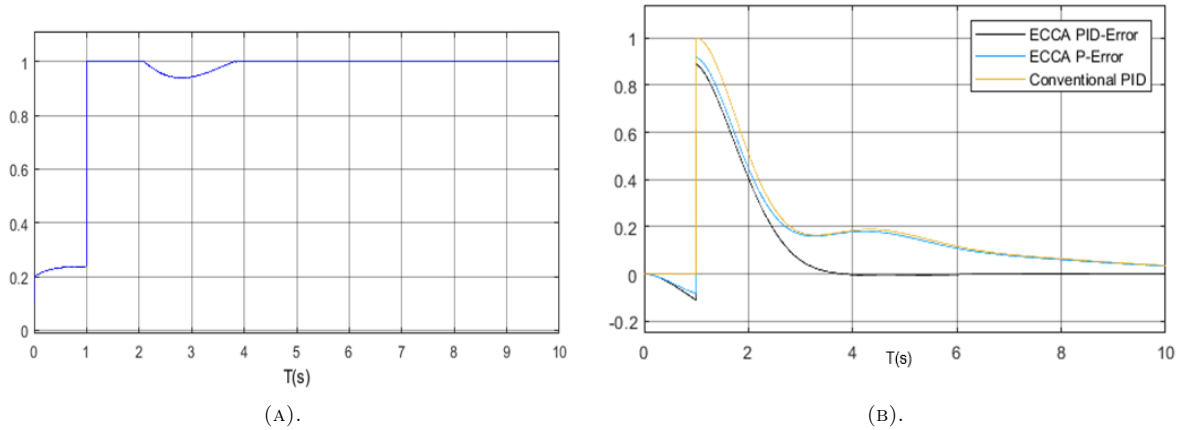 1
0.8
0.6
0.4
0.2
0
0 1 2 3 4 5 6 7 8 9 10
T(s)
(A).
ECCA PID-Error
ECCA P-Error
Conventional PID
1
0.8
0.6
0.4
0.2
0
-0.2
0 2 4 6 8 10
T(s)
(B).